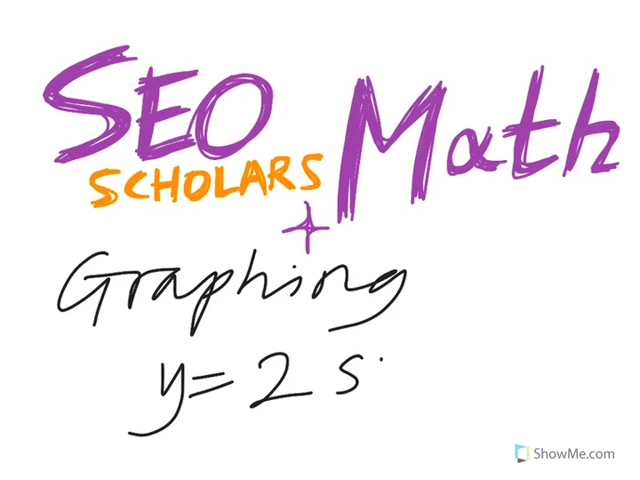 SEO Math
SCHOLARS
+
Graphing
y = 2 s
ShowMe.com